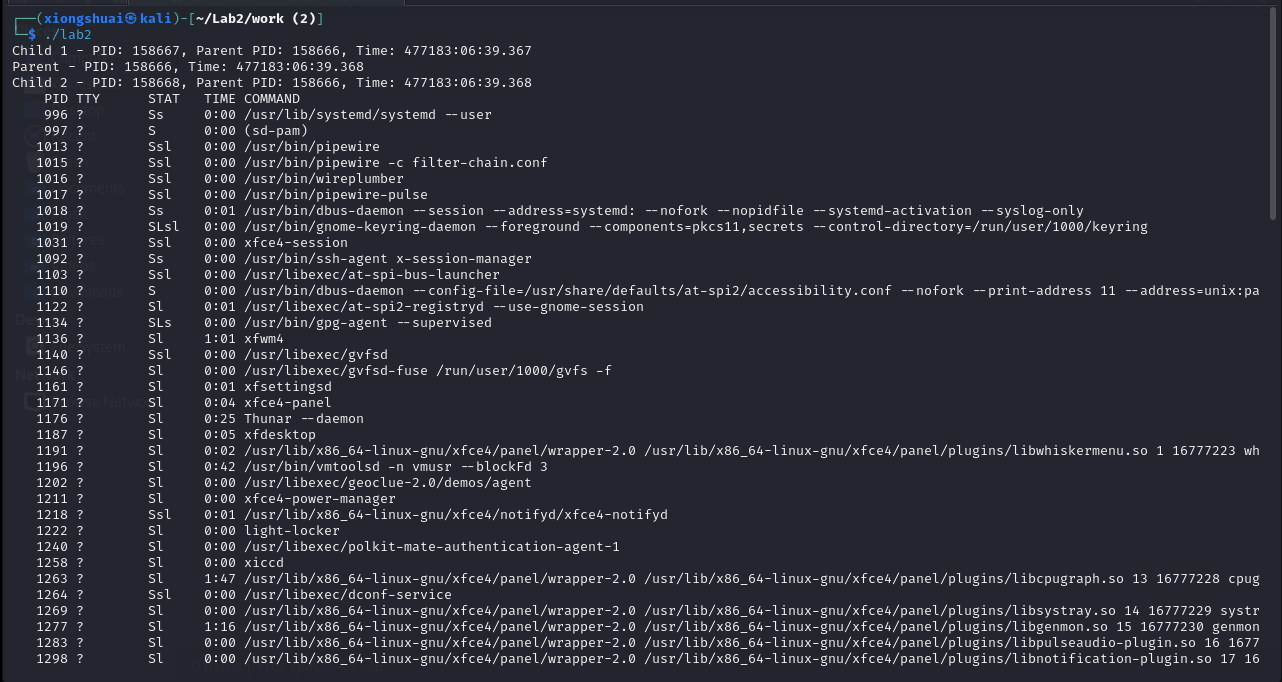 ┌──(xiongshuai㉿kali)-[~/Lab2/work (2)]
└─$ ./lab2
Child 1 - PID: 158667, Parent PID: 158666, Time: 477183:06:39.367
Parent - PID: 158666, Time: 477183:06:39.368
Child 2 - PID: 158668, Parent PID: 158666, Time: 477183:06:39.368
    PID TTY      STAT   TIME COMMAND
    996 ?        Ss     0:00 /usr/lib/systemd/systemd --user
    997 ?        S      0:00 (sd-pam)
   1013 ?        Ssl    0:00 /usr/bin/pipewire
   1015 ?        Ssl    0:00 /usr/bin/pipewire -c filter-chain.conf
   1016 ?        Ssl    0:00 /usr/bin/wireplumber
   1017 ?        Ssl    0:00 /usr/bin/pipewire-pulse
   1018 ?        Ss     0:01 /usr/bin/dbus-daemon --session --address=systemd: --nofork --nopidfile --systemd-activation --syslog-only
   1019 ?        SLsl   0:00 /usr/bin/gnome-keyring-daemon --foreground --components=pkcs11,secrets --control-directory=/run/user/1000/keyring
   1031 ?        Ssl    0:00 xfce4-session
   1092 ?        Ss     0:00 /usr/bin/ssh-agent x-session-manager
   1103 ?        Ssl    0:00 /usr/libexec/at-spi-bus-launcher
   1110 ?        S      0:00 /usr/bin/dbus-daemon --config-file=/usr/share/defaults/at-spi2/accessibility.conf --nofork --print-address 11 --address=unix:pa
   1122 ?        Sl     0:01 /usr/libexec/at-spi2-registryd --use-gnome-session
   1134 ?        SLs    0:00 /usr/bin/gpg-agent --supervised
   1136 ?        Sl     1:01 xfwm4
   1140 ?        Ssl    0:00 /usr/libexec/gvfsd
   1146 ?        Sl     0:00 /usr/libexec/gvfsd-fuse /run/user/1000/gvfs -f
   1161 ?        Sl     0:01 xfsettingsd
   1171 ?        Sl     0:04 xfce4-panel
   1176 ?        Sl     0:25 Thunar --daemon
   1187 ?        Sl     0:05 xfdesktop
   1191 ?        Sl     0:02 /usr/lib/x86_64-linux-gnu/xfce4/panel/wrapper-2.0 /usr/lib/x86_64-linux-gnu/xfce4/panel/plugins/libwhiskermenu.so 1 16777223 wh
   1196 ?        Sl     0:42 /usr/bin/vmtoolsd -n vmusr --blockFd 3
   1202 ?        Sl     0:00 /usr/libexec/geoclue-2.0/demos/agent
   1211 ?        Sl     0:00 xfce4-power-manager
   1218 ?        Ssl    0:01 /usr/lib/x86_64-linux-gnu/xfce4/notifyd/xfce4-notifyd
   1222 ?        Sl     0:00 light-locker
   1240 ?        Sl     0:00 /usr/libexec/polkit-mate-authentication-agent-1
   1258 ?        Sl     0:00 xiccd
   1263 ?        Sl     1:47 /usr/lib/x86_64-linux-gnu/xfce4/panel/wrapper-2.0 /usr/lib/x86_64-linux-gnu/xfce4/panel/plugins/libcpugraph.so 13 16777228 cpug
   1264 ?        Ssl    0:00 /usr/libexec/dconf-service
   1269 ?        Sl     0:00 /usr/lib/x86_64-linux-gnu/xfce4/panel/wrapper-2.0 /usr/lib/x86_64-linux-gnu/xfce4/panel/plugins/libsystray.so 14 16777229 systr
   1277 ?        Sl     1:16 /usr/lib/x86_64-linux-gnu/xfce4/panel/wrapper-2.0 /usr/lib/x86_64-linux-gnu/xfce4/panel/plugins/libgenmon.so 15 16777230 genmon
   1283 ?        Sl     0:00 /usr/lib/x86_64-linux-gnu/xfce4/panel/wrapper-2.0 /usr/lib/x86_64-linux-gnu/xfce4/panel/plugins/libpulseaudio-plugin.so 16 1677
   1298 ?        Sl     0:00 /usr/lib/x86_64-linux-gnu/xfce4/panel/wrapper-2.0 /usr/lib/x86_64-linux-gnu/xfce4/panel/plugins/libnotification-plugin.so 17 16